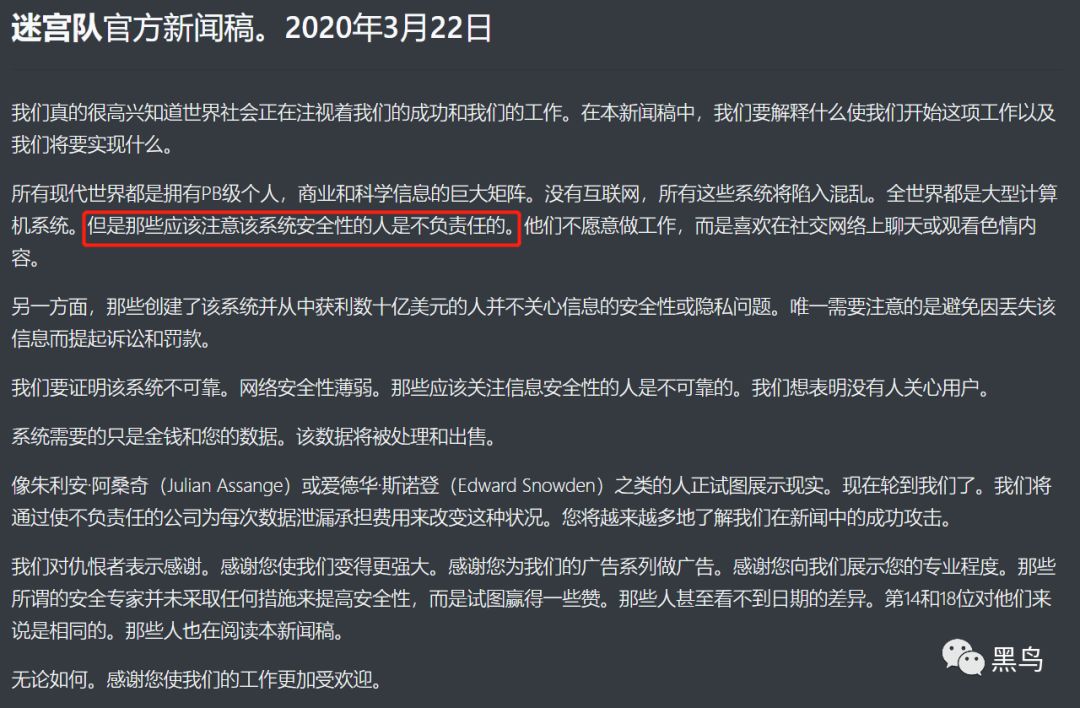 迷宫队官方新闻稿。2020年3月22日
我们真的很高兴知道世界社会正在注视着我们的成功和我们的工作。在本新闻稿中，我们要解释什么使我们开始这项工作以及
我们将要实现什么。
所有现代世界都是拥有PB级个人，商业和科学信息的巨大矩阵。没有互联网，所有这些系统将陷入混乱。全世界都是大型计算
机系统。但是那些应该注意该系统安全性的人是不负责任的。他们不愿意做工作，而是喜欢在社交网络上聊天或观看色情内
容。
另一方面，那些创建了该系统并从中获利数十亿美元的人并不关心信息的安全性或隐私问题。唯一需要注意的是避免因丢失该
信息而提起诉讼和罚款。
我们要证明该系统不可靠。网络安全性薄弱。那些应该关注信息安全性的人是不可靠的。我们想表明没有人关心用户。
系统需要的只是金钱和您的数据。该数据将被处理和出售。
像朱利安·阿桑奇（Julian Assange）或爱德华·斯诺登（Edward Snowden）之类的人正试图展示现实。现在轮到我们了。我们将
通过使不负责任的公司为每次数据泄漏承担费用来改变这种状况。您将越来越多地了解我们在新闻中的成功攻击。
我们对仇恨者表示感谢。感谢您使我们变得更强大。感谢您为我们的广告系列做广告。感谢您向我们展示您的专业程度。那些
所谓的安全专家并未采取任何措施来提高安全性，而是试图赢得一些赞。那些人甚至看不到日期的差异。第14和18位对他们来
说是相同的。那些人也在阅读本新闻稿。
无论如何。感谢您使我们的工作更加受欢迎。
黑鸟